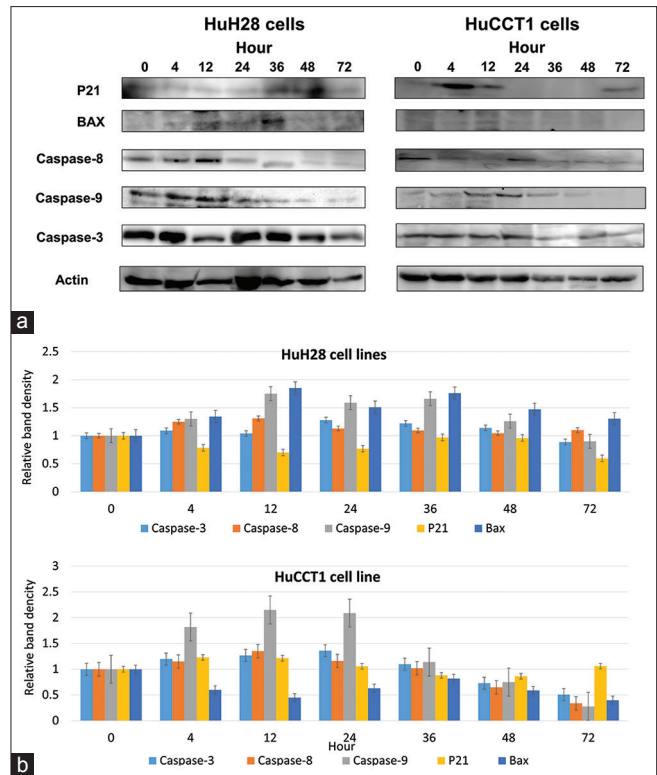 HuH28 cells HuCCT1 cells
Hour Hour
0 4 12 24 36 48 72 0 4 12 24 36 48 72
P21
BAX
Caspase-8
Caspase-9
Caspase-3
Actin
a
HuH28 cell lines
Relative band density
2.5
2
1.5
1
0.5
0
0 4 12 24 36 48 72
Caspase-3 Caspase-8 Caspase-9 P21 Bax
HuCCT1 cell line
Relative band dencity
3
2.5
2
1.5
1
0.5
0
0 4 12 24 36 48 72
Hour
Caspase-3 Caspase-8 Caspase-9 P21 Bax
b